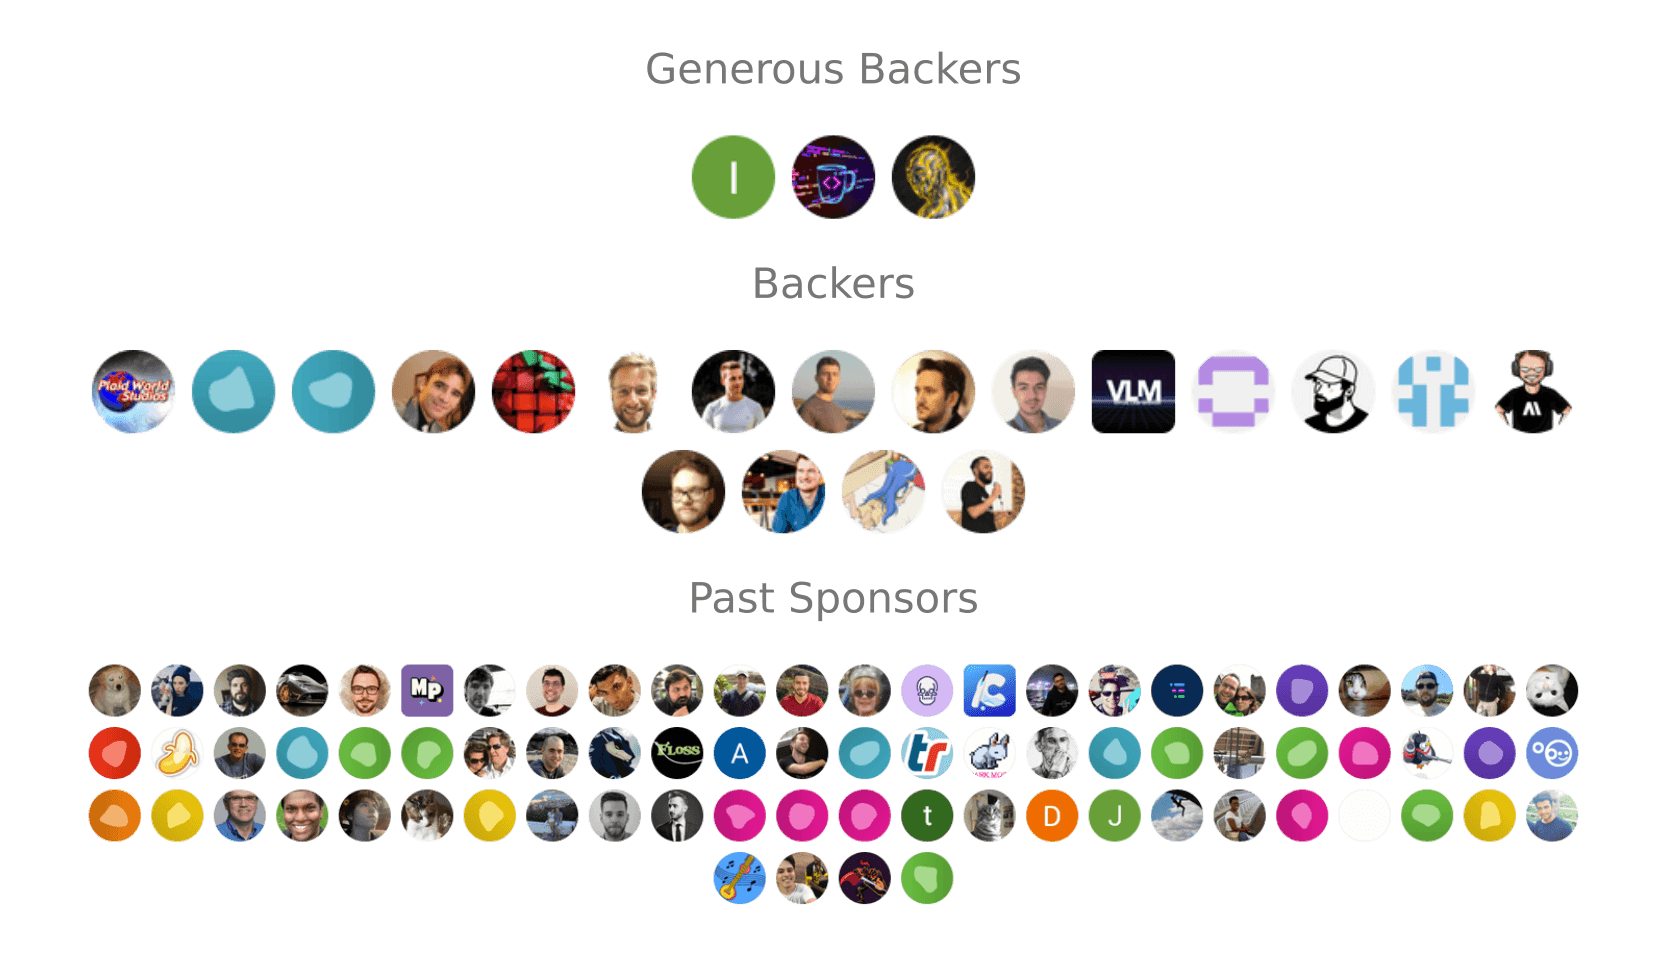 Generous Backers
I
<>
Backers
Plaid World
Studios
VLM
Past Sponsors
MP
C
FLOSS
A
tr
t
D
J